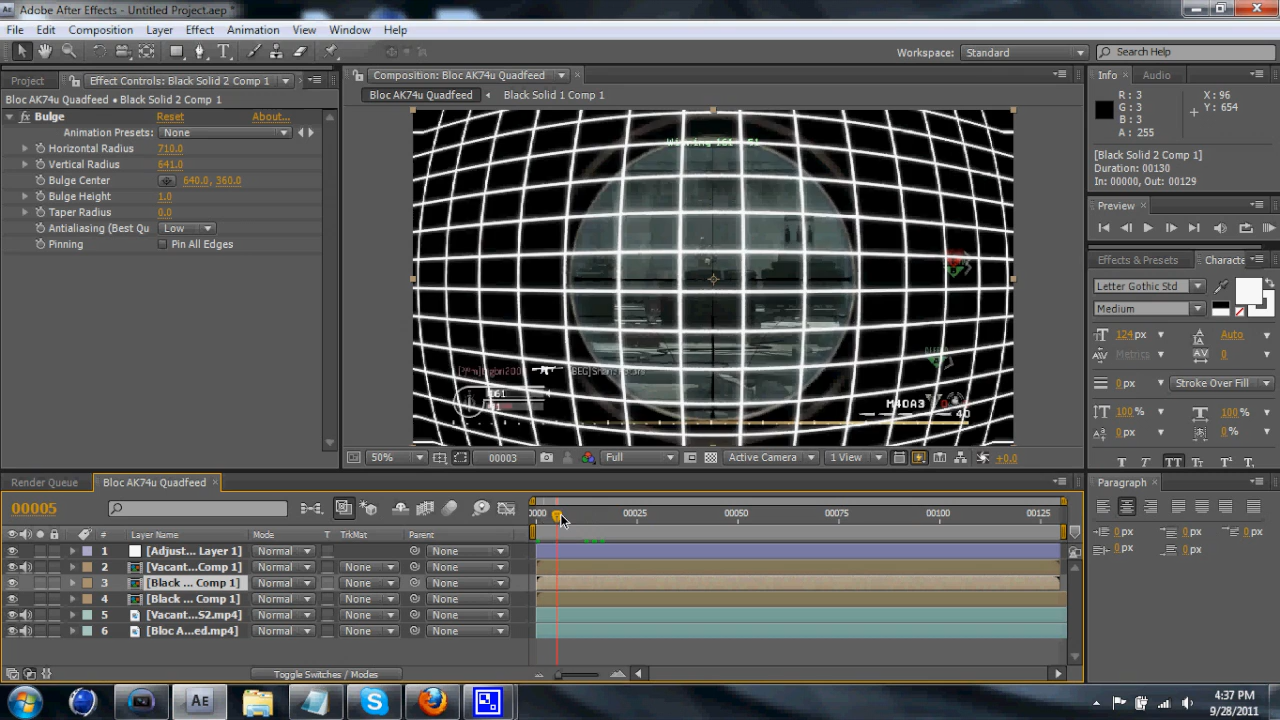 Adobe After Effects - Untitled Project.aep *
File Edit Composition Layer Effect Animation View Window Help
Workspace: Standard Search Help
Project Effect Controls: Black Solid 2 Comp 1
Bloc AK74u Quadfeed • Black Solid 2 Comp 1
fx Bulge Reset About...
Animation Presets: None
Horizontal Radius 710.0
Vertical Radius 641.0
Bulge Center 640.0, 360.0
Bulge Height 1.0
Taper Radius 0.0
Antialiasing (Best Qu Low
Pinning Pin All Edges
Composition: Bloc AK74u Quadfeed
Bloc AK74u Quadfeed Black Solid 1 Comp 1
M40A3
40
50% 00003 Full Active Camera 1 View +0.0
Info Audio
R: 3 X: 96
G: 3 Y: 654
B: 3
A: 255
[Black Solid 2 Comp 1]
Duration: 00130
In: 00000, Out: 00129
Preview
Effects & Presets Characte
Letter Gothic Std
Medium
124 px Auto
Metrics 0
0 px Stroke Over Fill
100 % 100 %
0 px 0 %
T T TT Tt T' T,
Paragraph
0 px 0 px 0 px
0 px 0 px
Render Queue Bloc AK74u Quadfeed
00005
0000 00025 00050 00075 00100 00125
# Layer Name Mode T TrkMat Parent
1 [Adjust... Layer 1] Normal None
2 [Vacant...Comp 1] Normal None None
3 [Black ... Comp 1] Normal None None
4 [Black ... Comp 1] Normal None None
5 [Vacant...S2.mp4] Normal None None
6 [Bloc A...ed.mp4] Normal None None
Toggle Switches / Modes
Ae
4:37 PM
9/28/2011